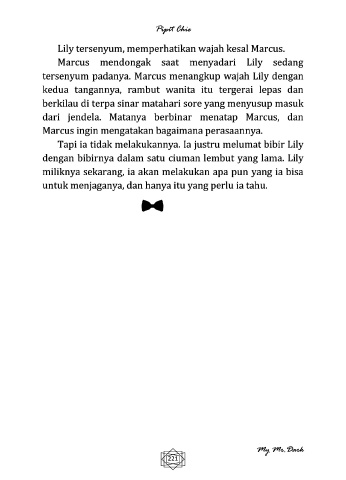 Pipit Chie
Lily tersenyum, memperhatikan wajah kesal Marcus.
Marcus mendongak saat menyadari Lily sedang
tersenyum padanya. Marcus menangkup wajah Lily dengan
kedua tangannya, rambut wanita itu tergerai lepas dan
berkilau di terpa sinar matahari sore yang menyusup masuk
dari jendela. Matanya berbinar menatap Marcus, dan
Marcus ingin mengatakan bagaimana perasaannya.
Tapi ia tidak melakukannya. Ia justru melumat bibir Lily
dengan bibirnya dalam satu ciuman lembut yang lama. Lily
miliknya sekarang, ia akan melakukan apa pun yang ia bisa
untuk menjaganya, dan hanya itu yang perlu ia tahu.
My Mr. Dark
221